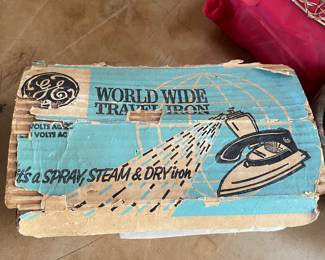 GE
WORLD WIDE
TRAVEL IRON
VOLTS AC
VOLTS AC
it's a SPRAY, STEAM & DRY iron